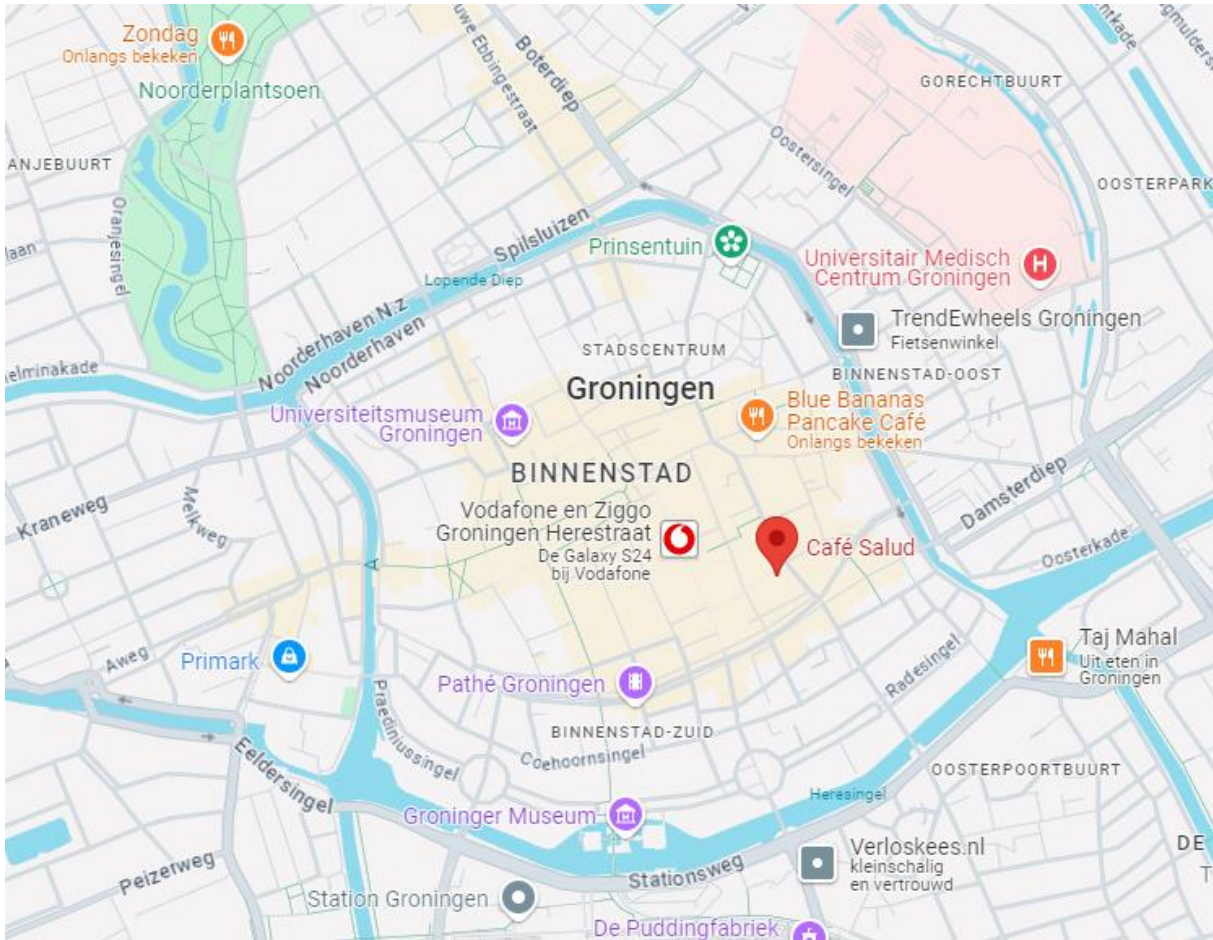 Zondag
Onlangs bekeken
Noorderplantsoen
Boterdiep
GORECHTBUURT
ANJEBUURT
Oostersingel
OOSTERPARK
Oranjesingel
Spilsluizen
Prinsentuin
Universitair Medisch
Centrum Groningen
Lopende Diep
Noorderhaven N.z
Noorderhaven
TrendEwheels Groningen
Fietsenwinkel
STADSCENTRUM
BINNENSTAD-OOST
elminakade
Groningen
Blue Bananas
Pancake Café
Onlangs bekeken
Universiteitsmuseum
Groningen
BINNENSTAD
Damsterdiep
Kraneweg
Melkweg
Vodafone en Ziggo
Groningen Herestraat
De Galaxy S24
bij Vodafone
Café Salud
Oosterkade
A
Aweg
Primark
Taj Mahal
Uit eten in
Groningen
Radesingel
Pathé Groningen
Praediniussingel
BINNENSTAD-ZUID
Coehoornsingel
Eeldersingel
OOSTERPOORTBUURT
Heresingel
Groninger Museum
Verloskees.nl
kleinschalig
en vertrouwd
DE
Peizerweg
Stationsweg
Station Groningen
De Puddingfabriek